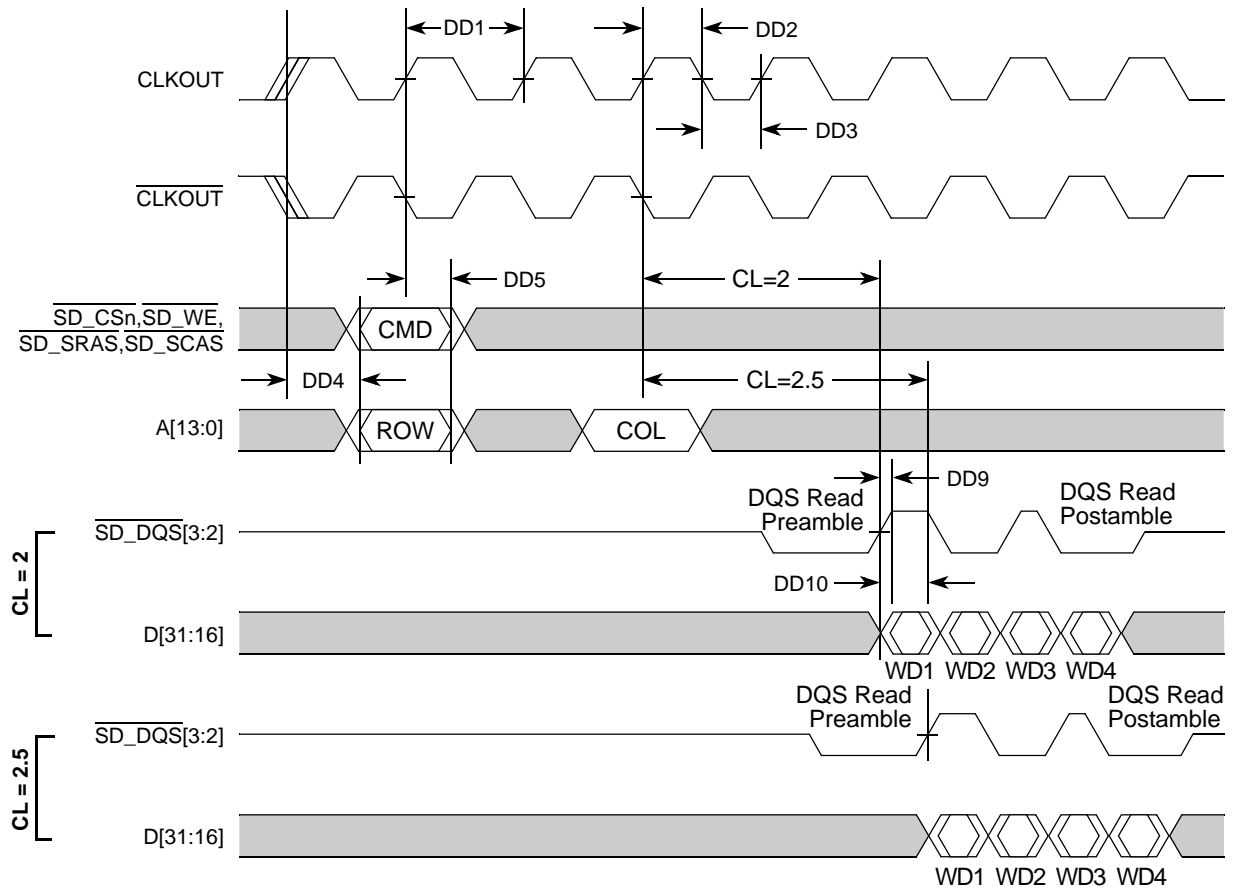 DD1
DD2
CLKOUT
DD3
CLKOUT
DD5
CL=2
SD_CSn,SD_WE,
SD_SRAS,SD_SCAS
CMD
DD4
CL=2.5
A[13:0]
ROW
COL
DD9
DQS Read
Preamble
DQS Read
Postamble
SD_DQS[3:2]
CL = 2
DD10
D[31:16]
WD1 WD2 WD3 WD4
DQS Read
Preamble
DQS Read
Postamble
SD_DQS[3:2]
CL = 2.5
D[31:16]
WD1 WD2 WD3 WD4